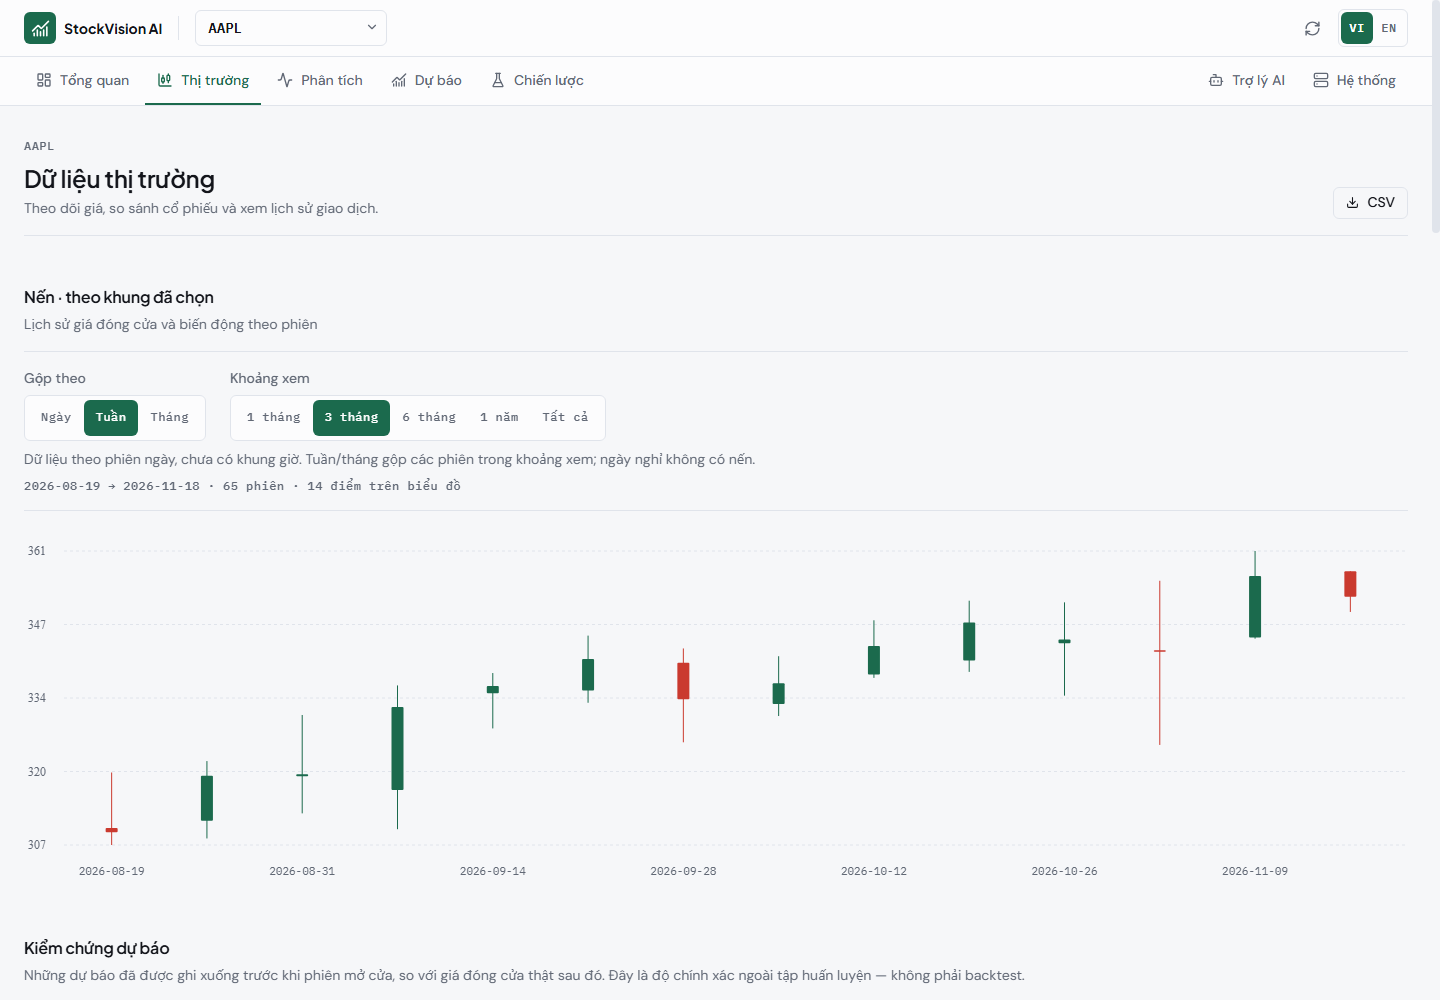 StockVision AI
AAPL
VI EN
Tổng quan Thị trường Phân tích Dự báo Chiến lược Trợ lý AI Hệ thống
AAPL
Dữ liệu thị trường
Theo dõi giá, so sánh cổ phiếu và xem lịch sử giao dịch.
CSV
Nến · theo khung đã chọn
Lịch sử giá đóng cửa và biến động theo phiên
Gộp theo Khoảng xem
Ngày Tuần Tháng 1 tháng 3 tháng 6 tháng 1 năm Tất cả
Dữ liệu theo phiên ngày, chưa có khung giờ. Tuần/tháng gộp các phiên trong khoảng xem; ngày nghỉ không có nến.
2026-08-19 → 2026-11-18 · 65 phiên · 14 điểm trên biểu đồ
361
347
334
320
307
2026-08-19 2026-08-31 2026-09-14 2026-09-28 2026-10-12 2026-10-26 2026-11-09
Kiểm chứng dự báo
Những dự báo đã được ghi xuống trước khi phiên mở cửa, so với giá đóng cửa thật sau đó. Đây là độ chính xác ngoài tập huấn luyện — không phải backtest.